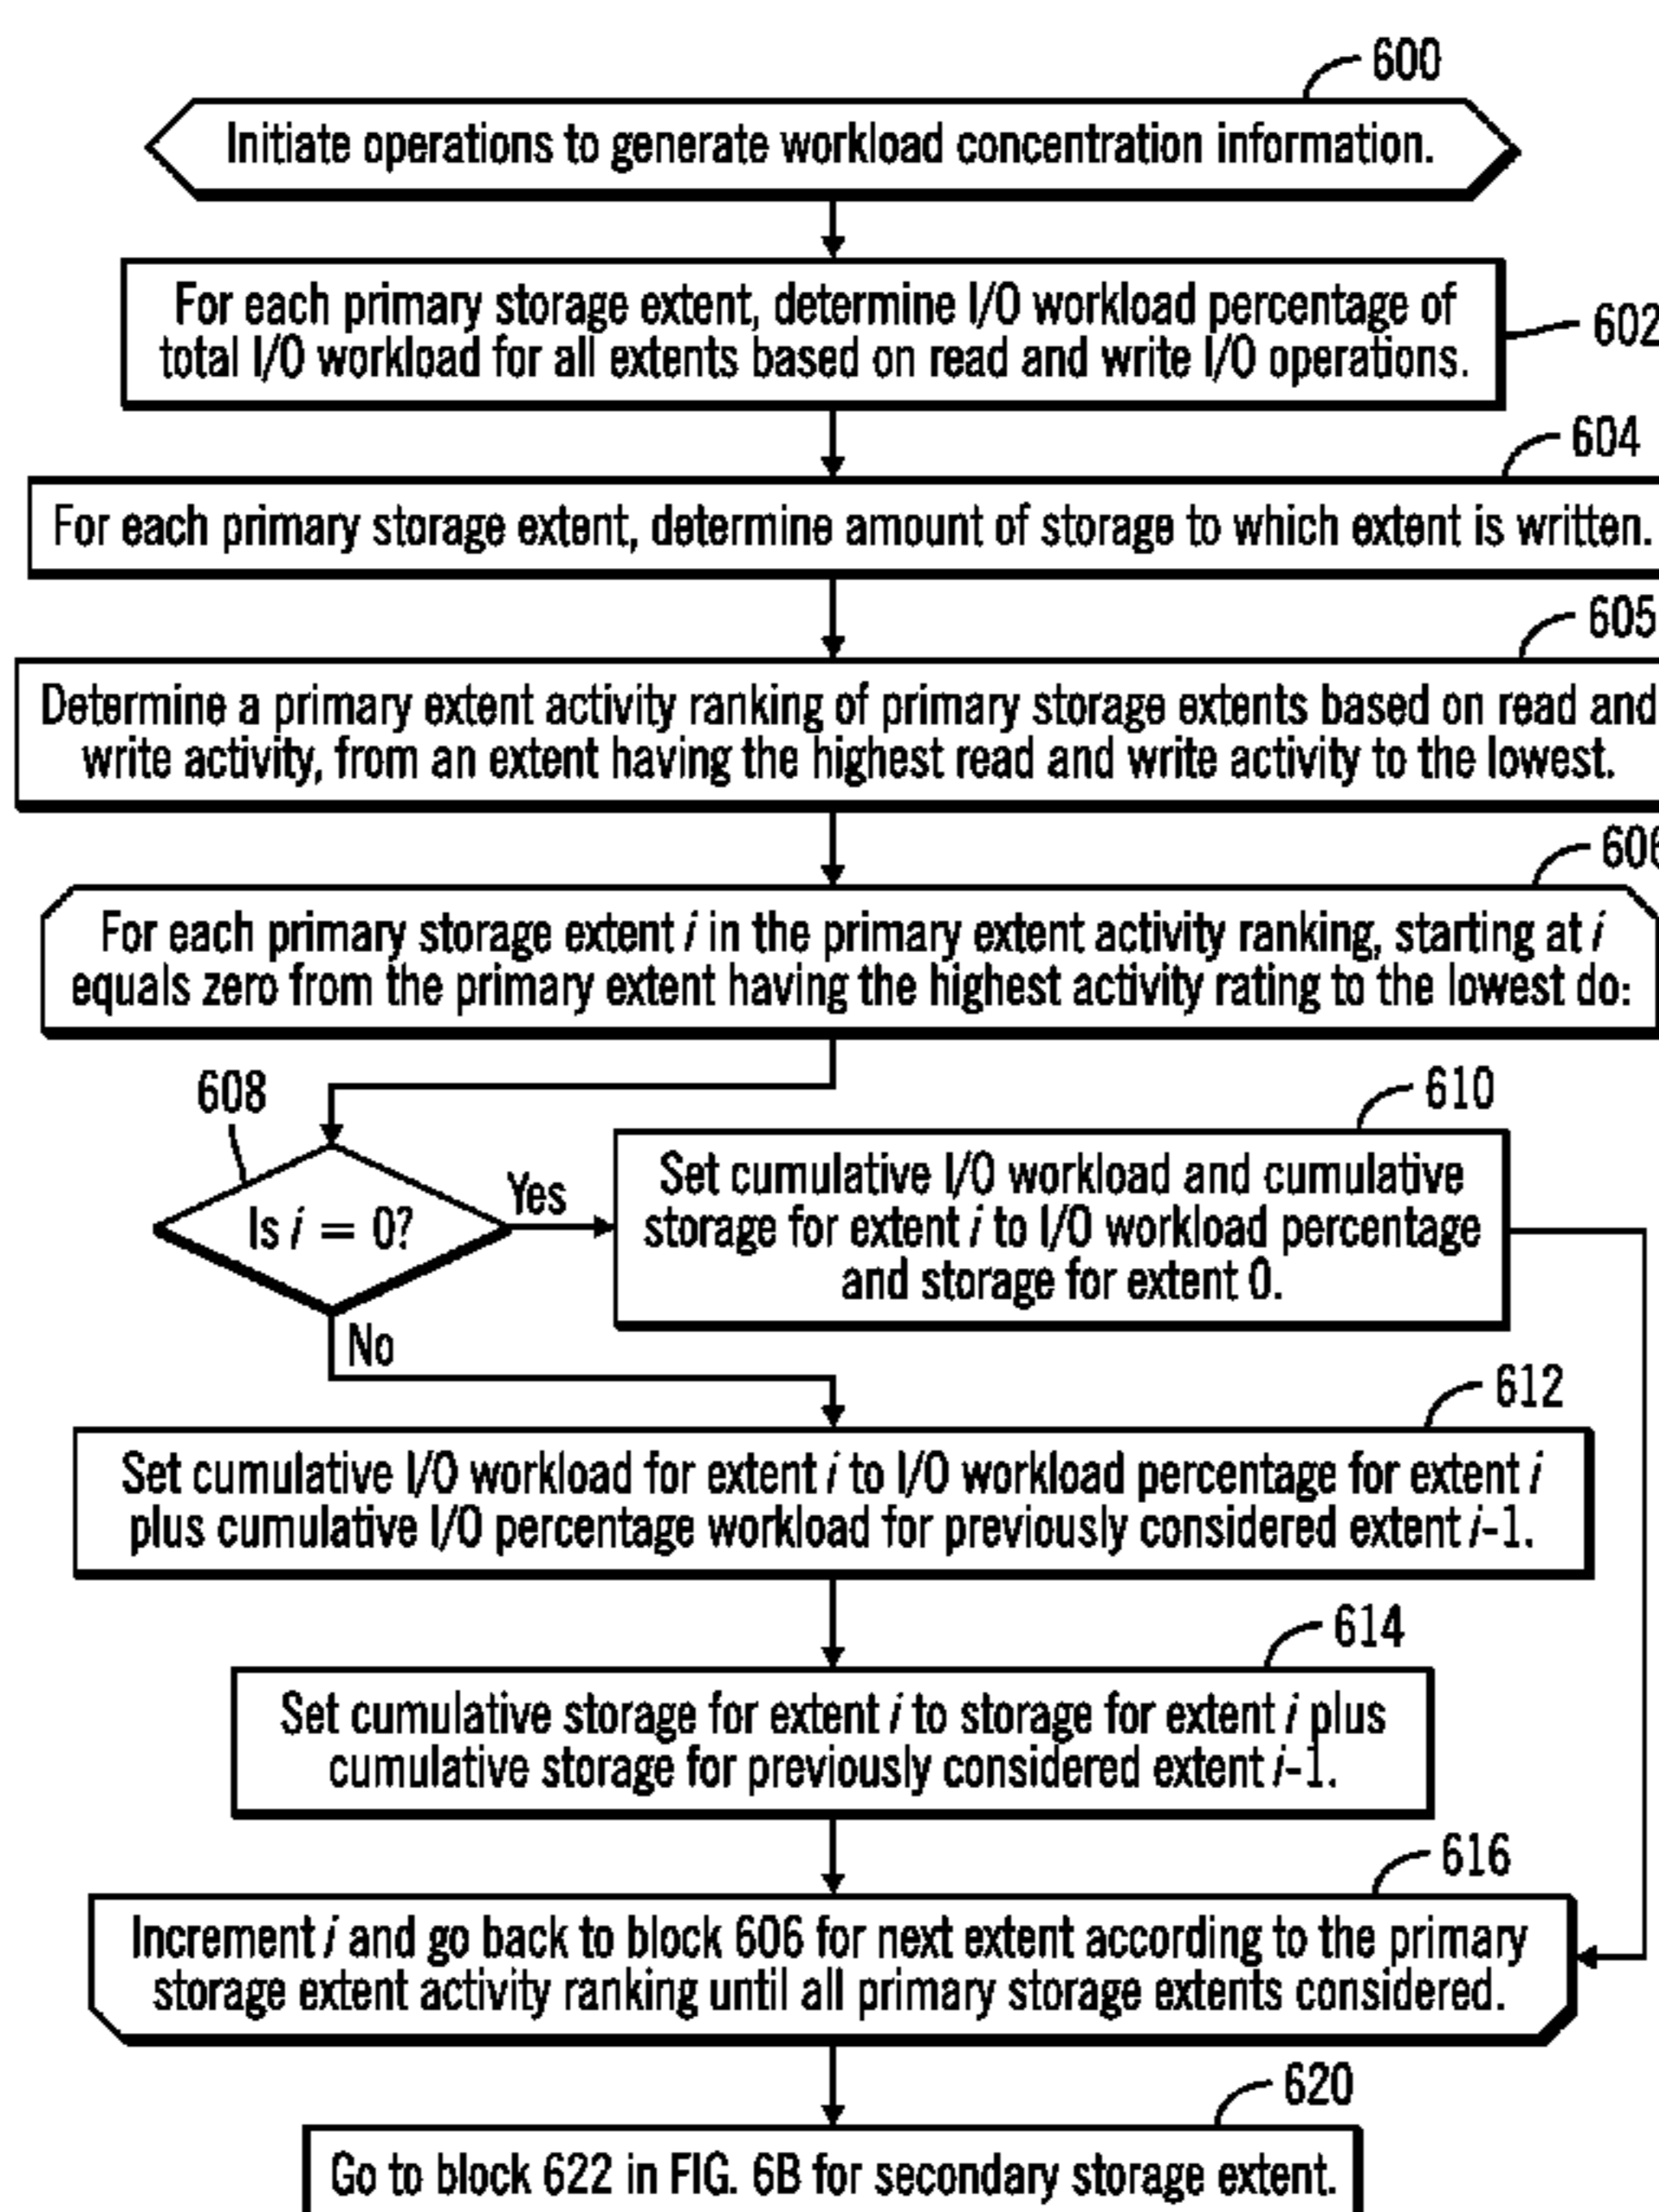 600
Initiate operations to generate workload concentration information.
For each primary storage extent, determine I/O workload percentage of
total I/O workload for all extents based on read and write I/O operations.
602
604
For each primary storage extent, determine amount of storage to which extent is written.
605
Determine a primary extent activity ranking of primary storage extents based on read and
write activity, from an extent having the highest read and write activity to the lowest.
606
For each primary storage extent i in the primary extent activity ranking, starting at i
equals zero from the primary extent having the highest activity rating to the lowest do:
608
Is i = 0?
Yes
610
Set cumulative I/O workload and cumulative
storage for extent i to I/O workload percentage
and storage for extent 0.
No
612
Set cumulative I/O workload for extent i to I/O workload percentage for extent i
plus cumulative I/O percentage workload for previously considered extent i-1.
614
Set cumulative storage for extent i to storage for extent i plus
cumulative storage for previously considered extent i-1.
616
Increment i and go back to block 606 for next extent according to the primary
storage extent activity ranking until all primary storage extents considered.
620
Go to block 622 in FIG. 6B for secondary storage extent.